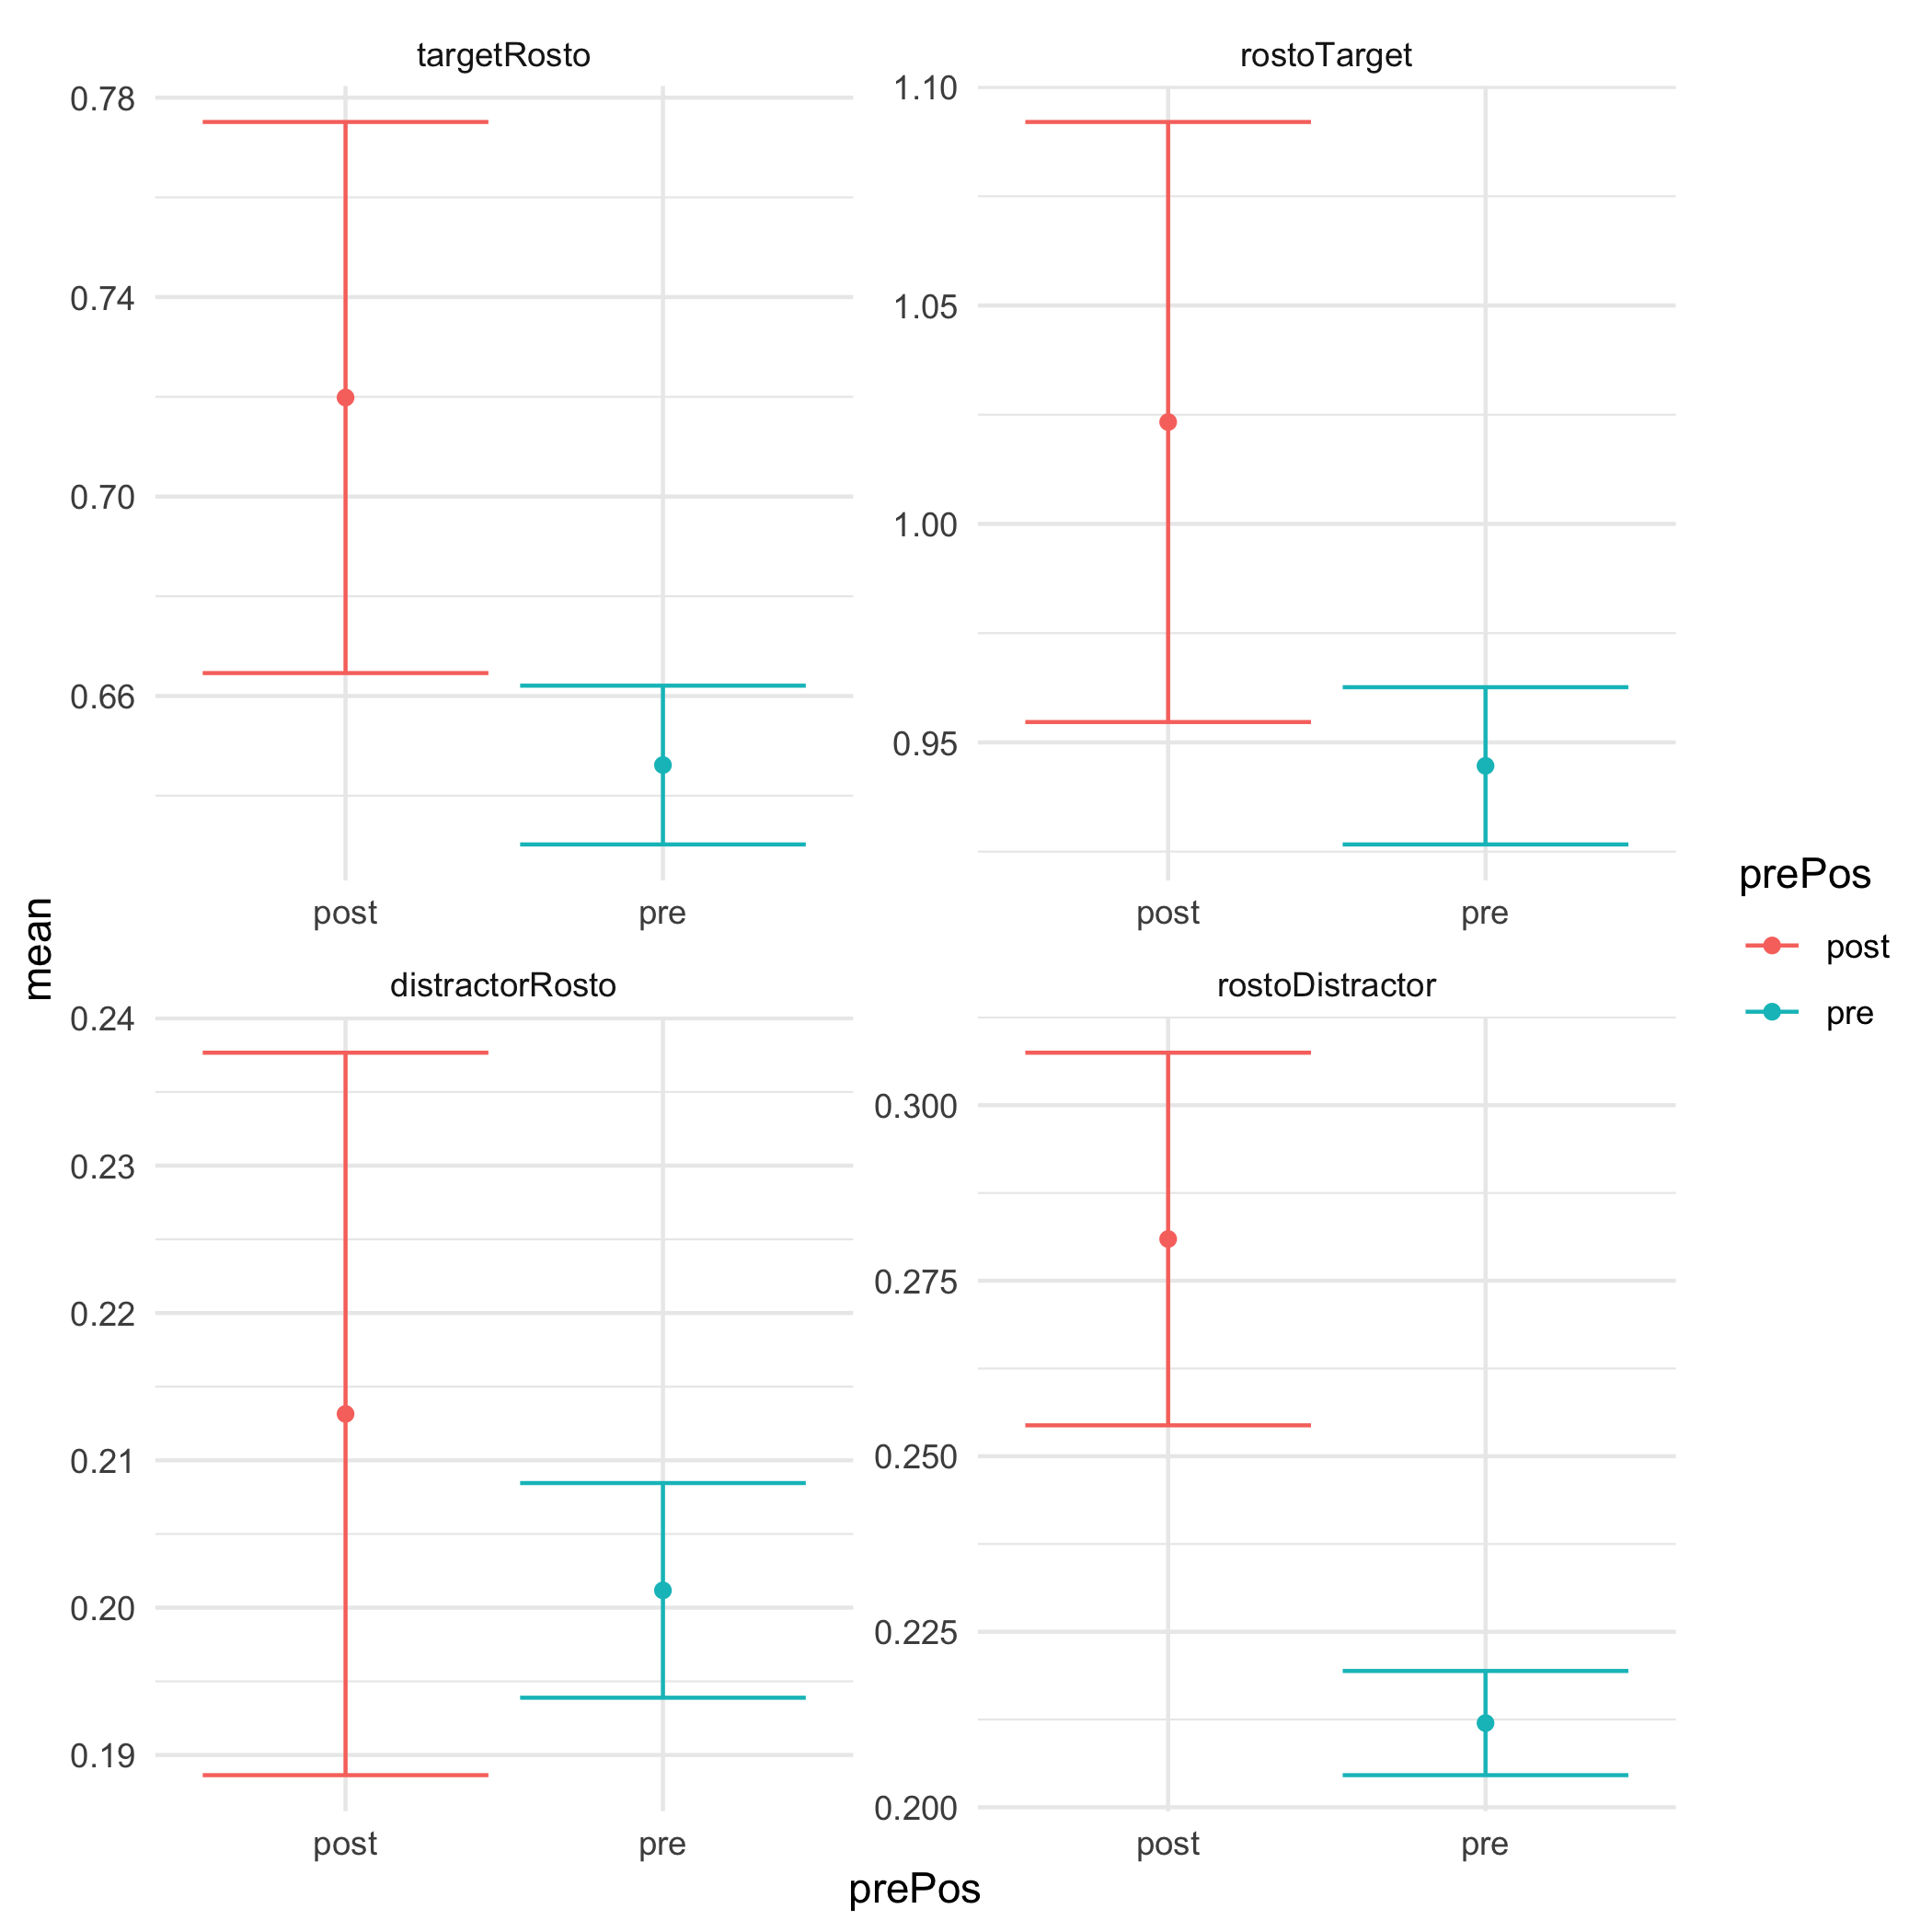 targetRosto
rostoTarget
0.78
0.74
0.70
0.66
1.10
1.05
1.00
0.95
post
pre
post
pre
mean
distractorRosto
rostoDistractor
0.24
0.23
0.22
0.21
0.20
0.19
0.300
0.275
0.250
0.225
0.200
post
pre
post
pre
prePos
prePos
post
pre